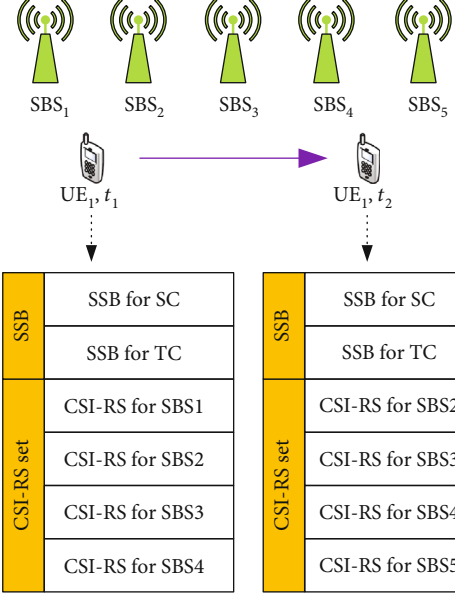 SBS1 SBS2 SBS3 SBS4 SBS5
UE1, t1 UE1, t2
SSB
SSB for SC
SSB for TC
CSI-RS set
CSI-RS for SBS1
CSI-RS for SBS2
CSI-RS for SBS3
CSI-RS for SBS4
SSB
SSB for SC
SSB for TC
CSI-RS set
CSI-RS for SBS2
CSI-RS for SBS3
CSI-RS for SBS4
CSI-RS for SBS5